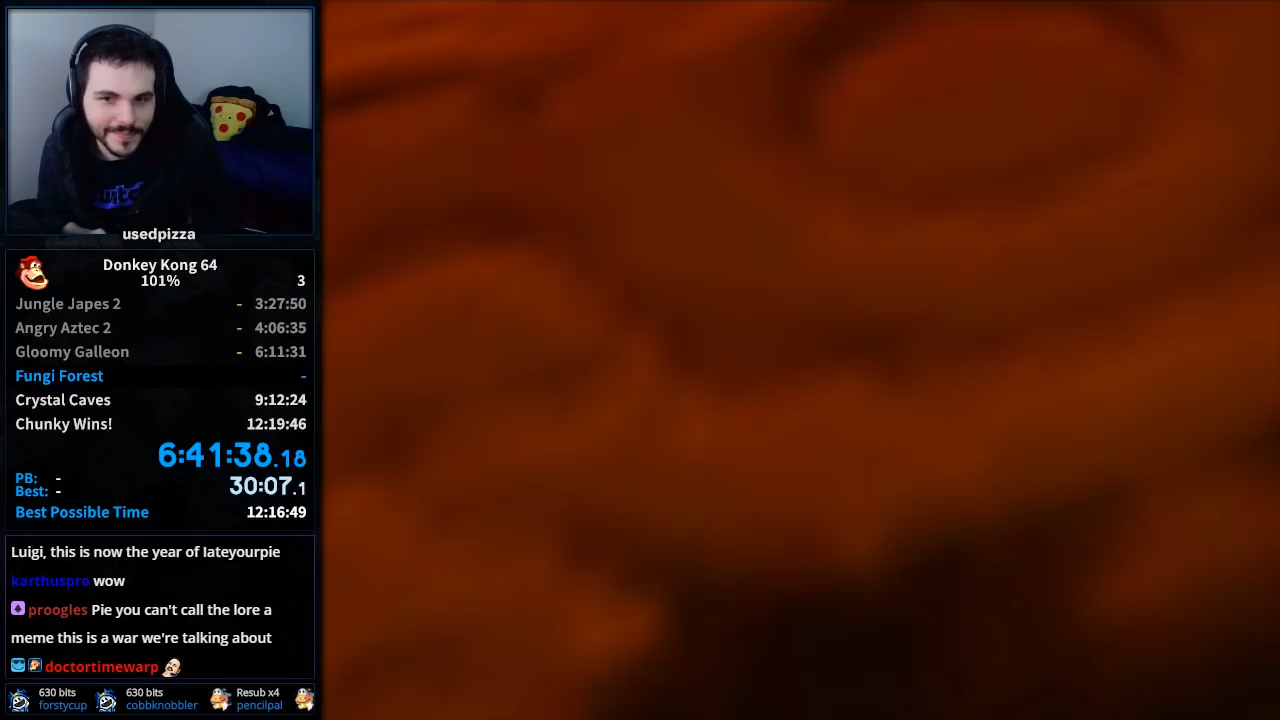 usedpizza
Donkey Kong 64
101% 3
Jungle Japes 2 - 3:27:50
Angry Aztec 2 - 4:06:35
Gloomy Galleon - 6:11:31
Fungi Forest -
Crystal Caves 9:12:24
Chunky Wins! 12:19:46
6:41:38.18
PB: -
Best: - 30:07.1
Best Possible Time 12:16:49
Luigi, this is now the year of Iateyourpie
karthuspro wow
proogles Pie you can't call the lore a
meme this is a war we're talking about
doctortimewarp
630 bits 630 bits Resub x4
forstycup cobbknobbler pencilpal